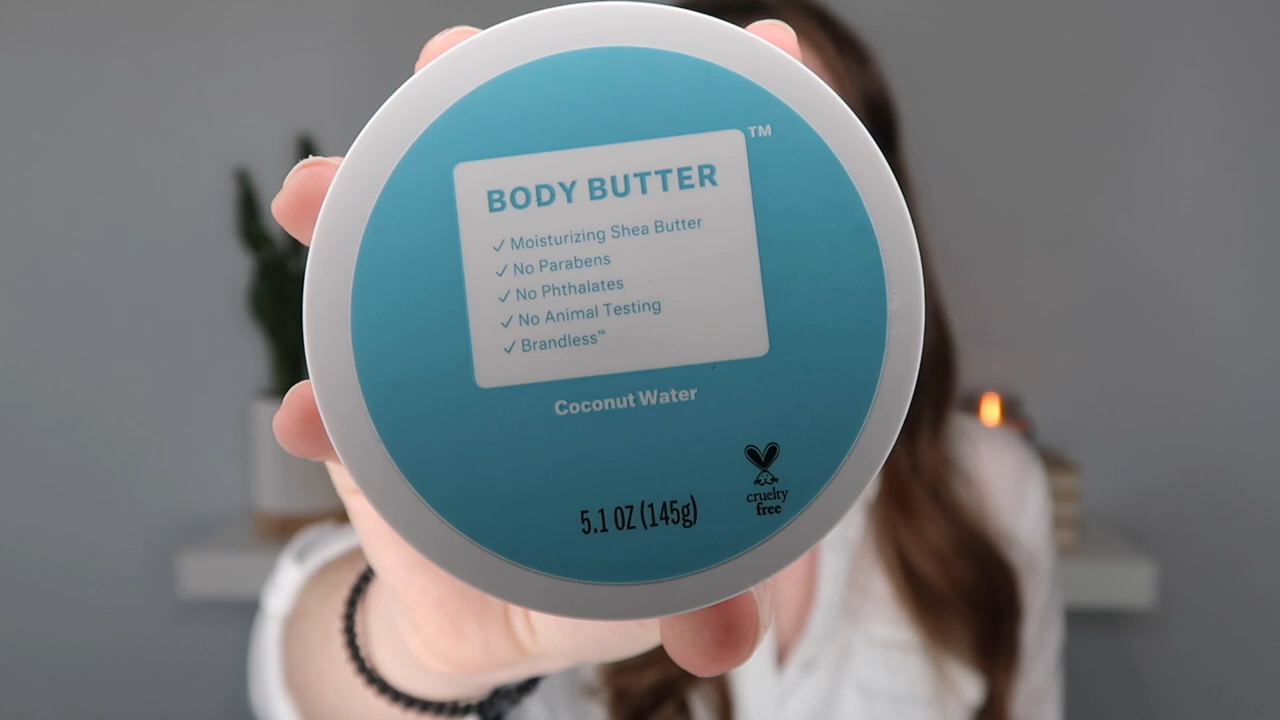 TM
BODY BUTTER
✓ Moisturizing Shea Butter
✓ No Parabens
✓ No Phthalates
✓ No Animal Testing
✓ Brandless™
Coconut Water
cruelty
free
5.1 OZ (145g)